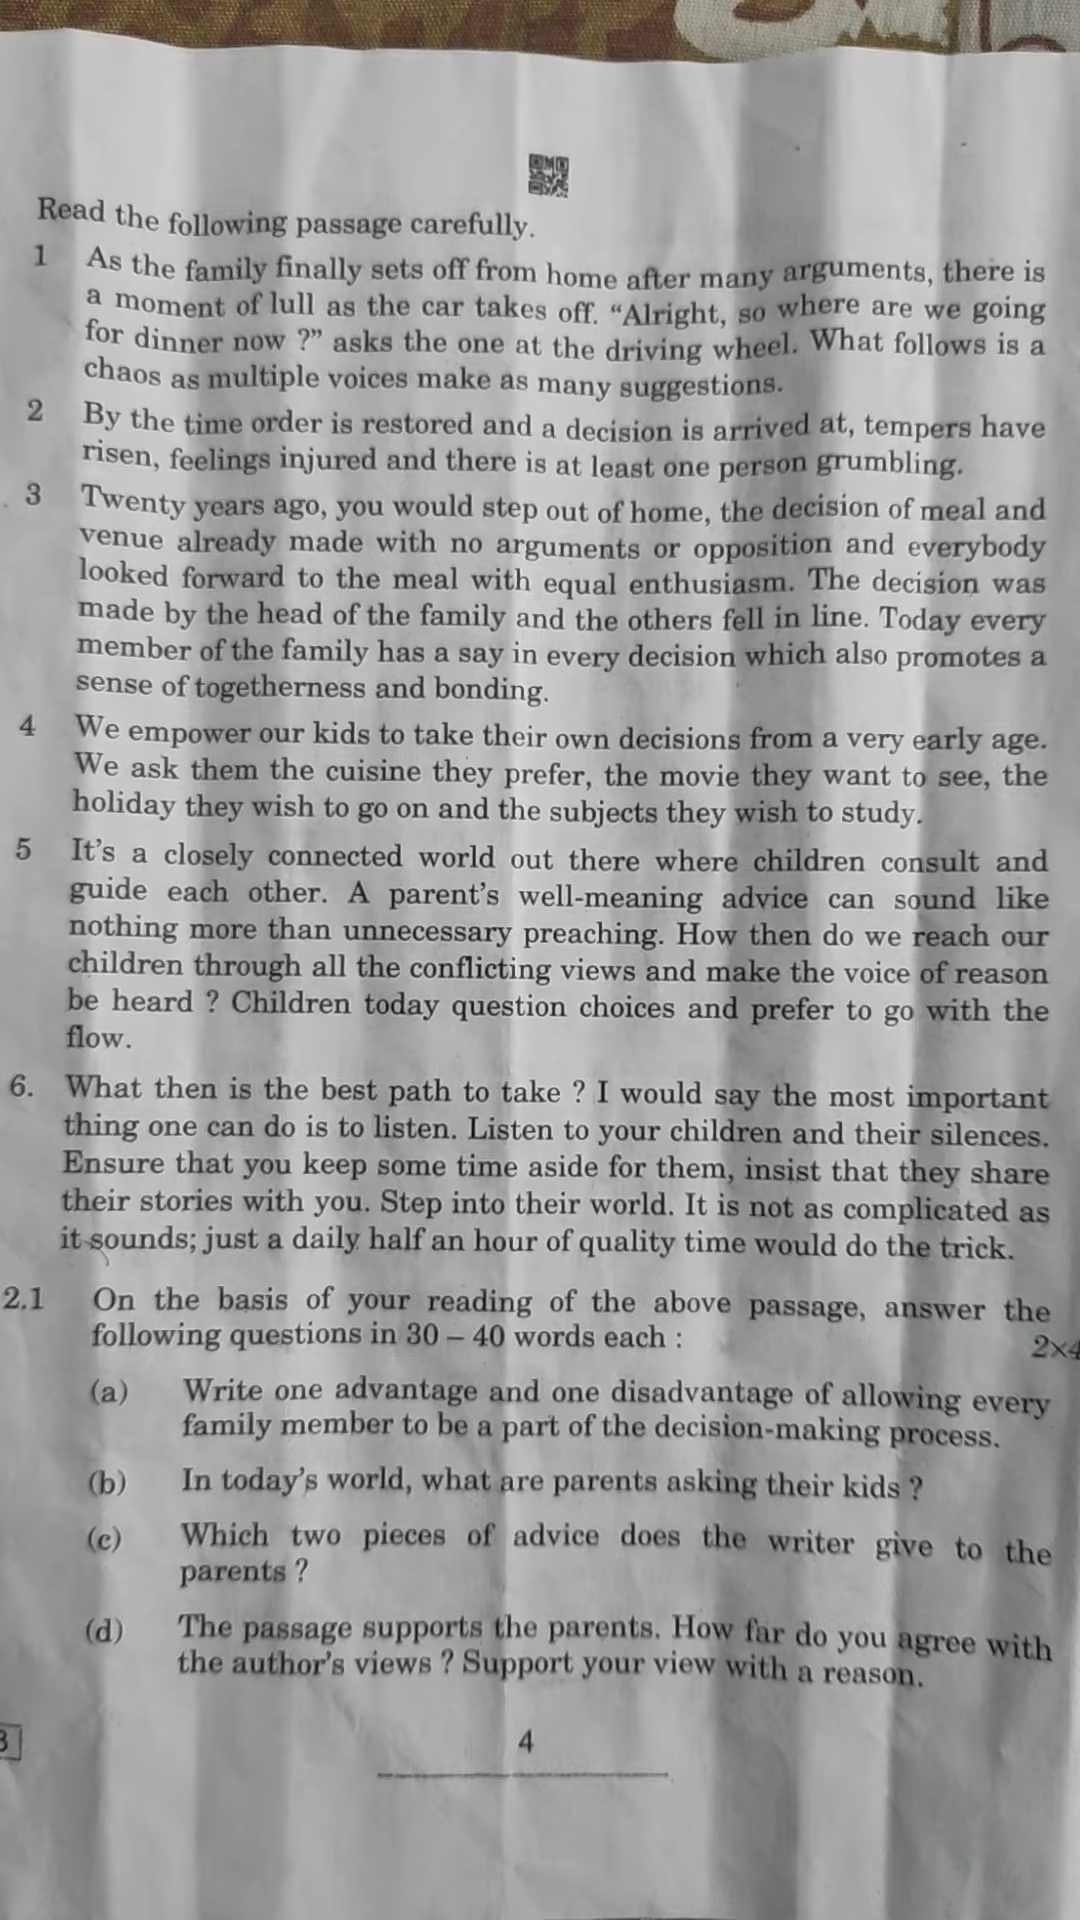 Read the following passage carefully.
1 As the family finally sets off from home after many arguments, there is
a moment of lull as the car takes off. “Alright, so where are we going
for dinner now ?” asks the one at the driving wheel. What follows is a
chaos as multiple voices make as many suggestions.
2 By the time order is restored and a decision is arrived at, tempers have
risen, feelings injured and there is at least one person grumbling.
3 Twenty years ago, you would step out of home, the decision of meal and
venue already made with no arguments or opposition and everybody
looked forward to the meal with equal enthusiasm. The decision was
made by the head of the family and the others fell in line. Today every
member of the family has a say in every decision which also promotes a
sense of togetherness and bonding.
4 We empower our kids to take their own decisions from a very early age.
We ask them the cuisine they prefer, the movie they want to see, the
holiday they wish to go on and the subjects they wish to study.
5 It’s a closely connected world out there where children consult and
guide each other. A parent’s well-meaning advice can sound like
nothing more than unnecessary preaching. How then do we reach our
children through all the conflicting views and make the voice of reason
be heard ? Children today question choices and prefer to go with the
flow.
6. What then is the best path to take ? I would say the most important
thing one can do is to listen. Listen to your children and their silences.
Ensure that you keep some time aside for them, insist that they share
their stories with you. Step into their world. It is not as complicated as
it sounds; just a daily half an hour of quality time would do the trick.
2.1 On the basis of your reading of the above passage, answer the
following questions in 30 – 40 words each : 2×4
(a) Write one advantage and one disadvantage of allowing every
family member to be a part of the decision-making process.
(b) In today’s world, what are parents asking their kids ?
(c) Which two pieces of advice does the writer give to the
parents ?
(d) The passage supports the parents. How far do you agree with
the author’s views ? Support your view with a reason.
3 4